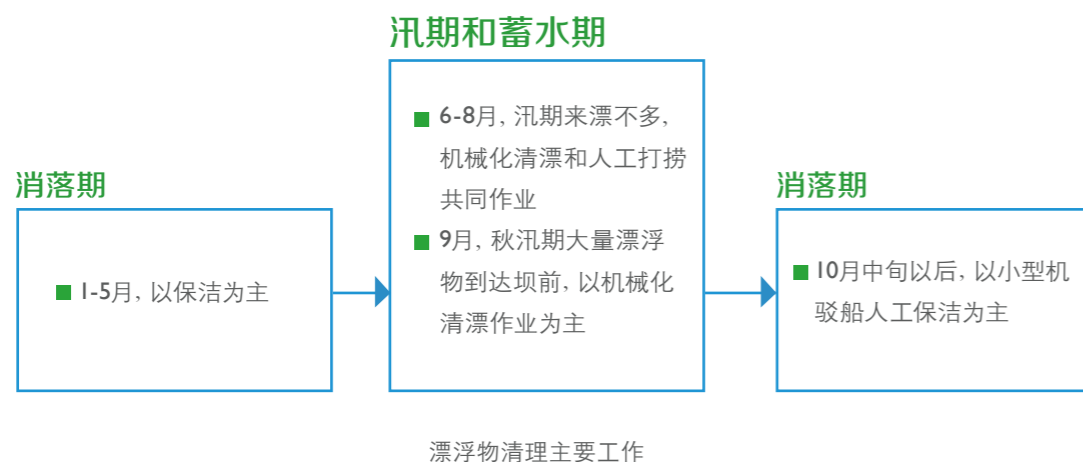 消落期
■ 1-5月, 以保洁为主
汛期和蓄水期
■ 6-8月, 汛期来漂不多,
机械化清漂和人工打捞
共同作业
■ 9月, 秋汛期大量漂浮
物到达坝前, 以机械化
清漂作业为主
消落期
■ 10月中旬以后, 以小型机
驳船人工保洁为主
漂浮物清理主要工作